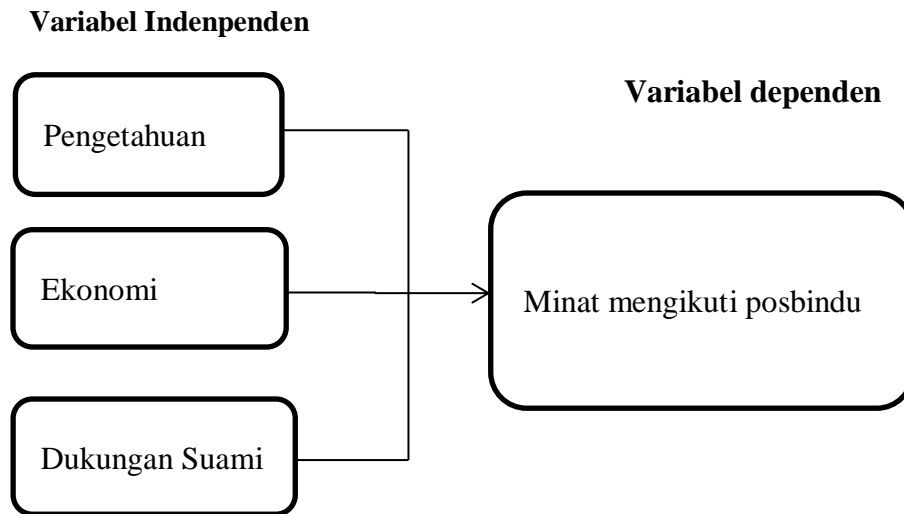 Variabel Indenpenden
Variabel dependen
Pengetahuan
Ekonomi
Minat mengikuti posbindu
Dukungan Suami